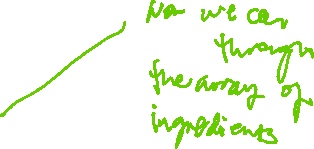 Now we can
through
the array of
ingredients